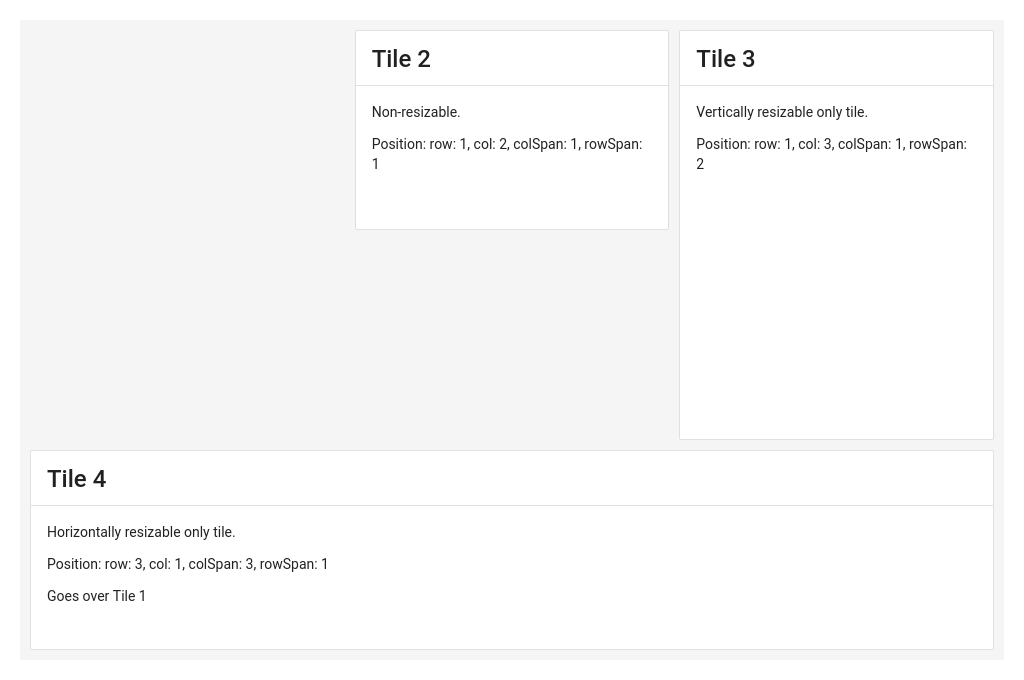 Tile 2
Non-resizable.
Position: row: 1, col: 2, colSpan: 1, rowSpan:
1
Tile 3
Vertically resizable only tile.
Position: row: 1, col: 3, colSpan: 1, rowSpan:
2
Tile 4
Horizontally resizable only tile.
Position: row: 3, col: 1, colSpan: 3, rowSpan: 1
Goes over Tile 1